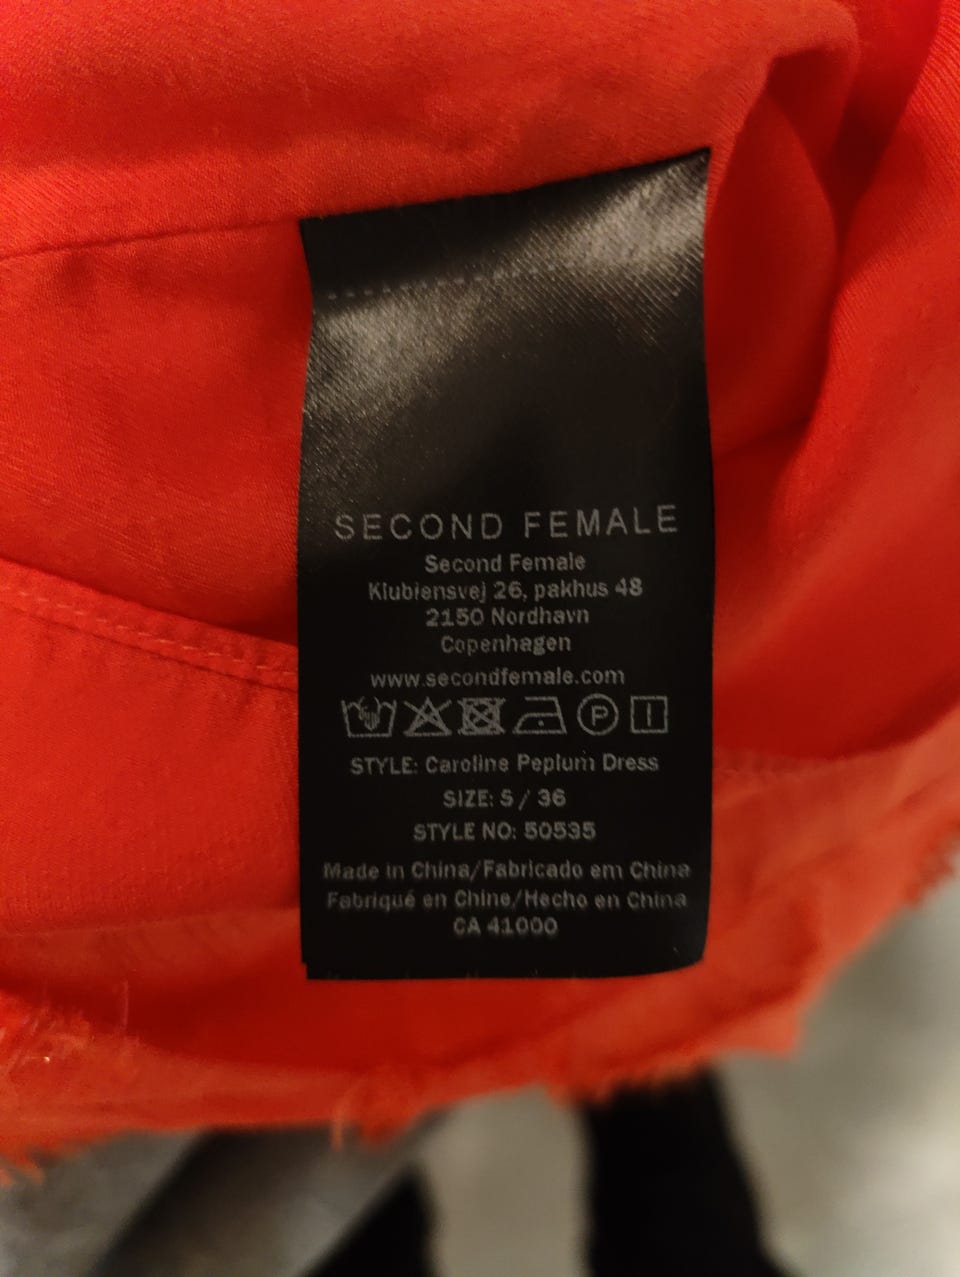 SECOND FEMALE
Second Female
Klubiensvej 26, pakhus 48
2150 Nordhavn
Copenhagen
www.secondfemale.com
P
STYLE: Caroline Peplum Dress
SIZE: S / 36
STYLE NO: 50535
Made in China/Fabricado em China
Fabriqué en Chine/Hecho en China
CA 41000